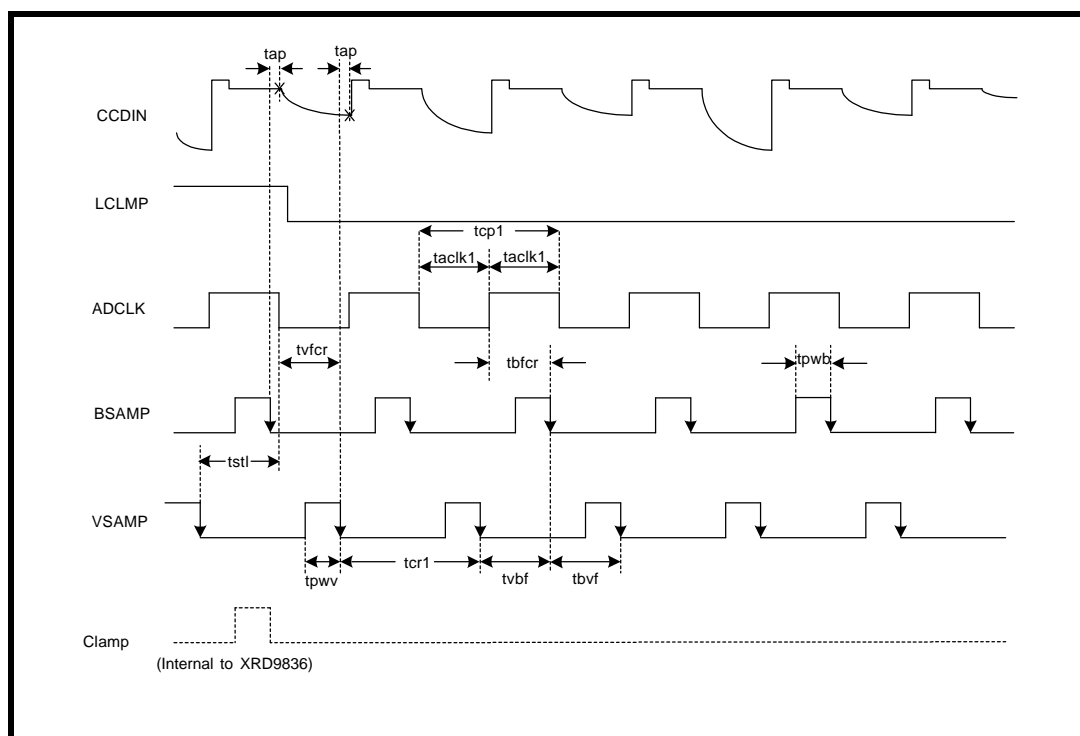 tap
tap
CCDIN
LCLMP
tcp1
taclk1 taclk1
ADCLK
tvfcr
tbfcr
tpwb
BSAMP
tstl
VSAMP
tpwv
tcr1
tvbf
tbvf
Clamp
(Internal to XRD9836)